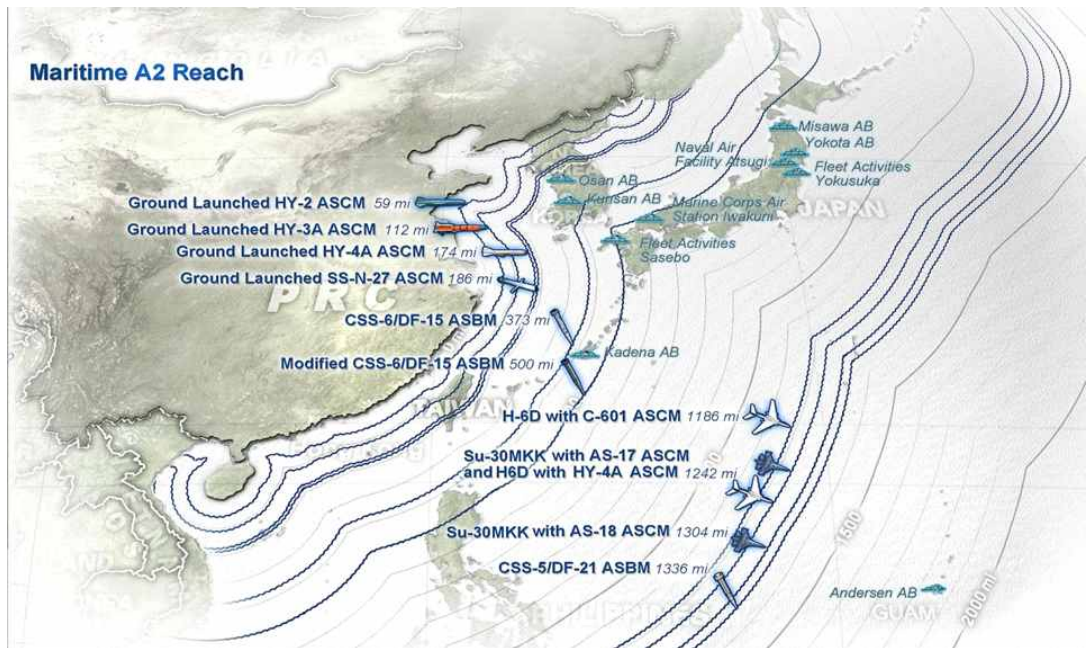 Maritime A2 Reach
Misawa AB
Yokota AB
Naval Air
Facility Atsugi
Fleet Activities
Yokusuka
Osan AB
Kunsan AB
KOREA
Marine Corps Air
Station Iwakuni
JAPAN
Fleet Activities
Sasebo
Ground Launched HY-2 ASCM 59 mi
Ground Launched HY-3A ASCM 112 mi
Ground Launched HY-4A ASCM 174 mi
Ground Launched SS-N-27 ASCM 186 mi
PRC
CSS-6/DF-15 ASBM 373 mi
Kadena AB
Modified CSS-6/DF-15 ASBM 500 mi
TAIWAN
H-6D with C-601 ASCM 1186 mi
Hong Kong
Su-30MKK with AS-17 ASCM
and H6D with HY-4A ASCM 1242 mi
Su-30MKK with AS-18 ASCM 1304 mi
1500
CSS-5/DF-21 ASBM 1336 mi
Andersen AB
GUAM
PHILIPPINES
2000 mi